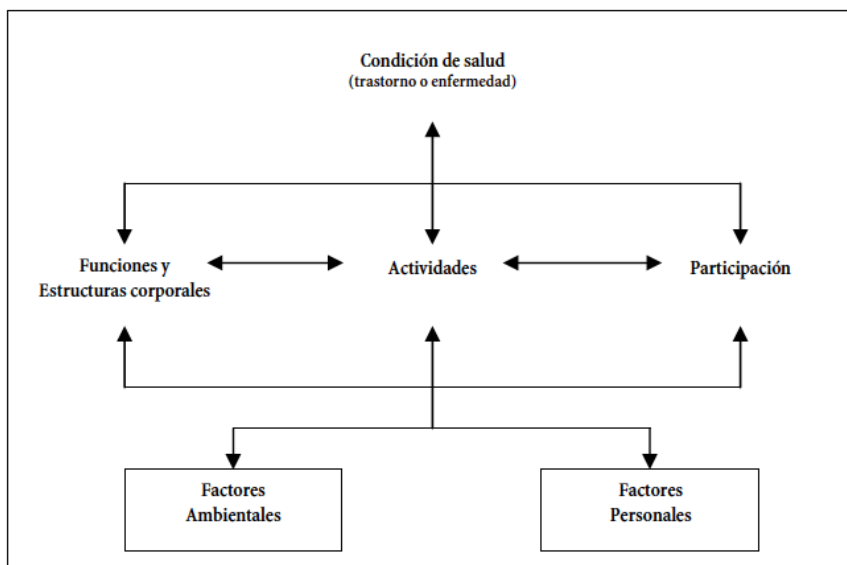 Condición de salud
(trastorno o enfermedad)
Funciones y
Estructuras corporales
Actividades
Participación
Factores
Ambientales
Factores
Personales